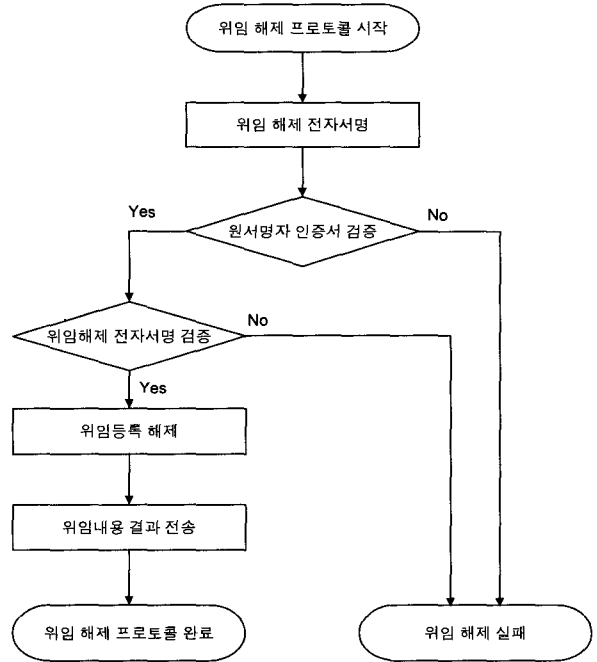 위임 해제 프로토콜 시작
위임 해제 전자서명
Yes
No
원서명자 인증서 검증
위임해제 전자서명 검증
No
Yes
위임등록 해제
위임내용 결과 전송
위임 해제 프로토콜 완료
위임 해제 실패